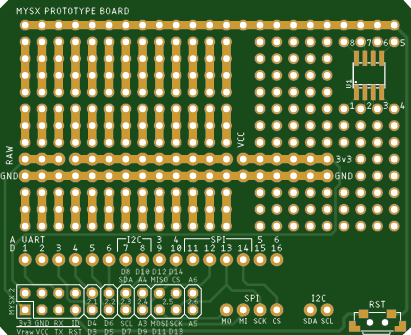 MYSX PROTOTYPE BOARD
8 7 6 5
U1
1 2 3 4
RAW
VCC
3v3
GND
GND
A UART I2C 3 4 SPI 5 6
D 1 2 3 4 5 6 7 8 9 10 11 12 13 14 15 16
D8 D10 D12 D14
SDA A4 MISO CS A6
MYSX 2
2.1 2.2 2.3 2.4 2.5 2.6
1 GND RX ID D4 D6 SCL A3 MOSI SCK A5
Vraw VCC TX RST D3 D5 D7 D9 D11 D13
SPI
MO MI SCK CS
I2C
SDA SCL
RST